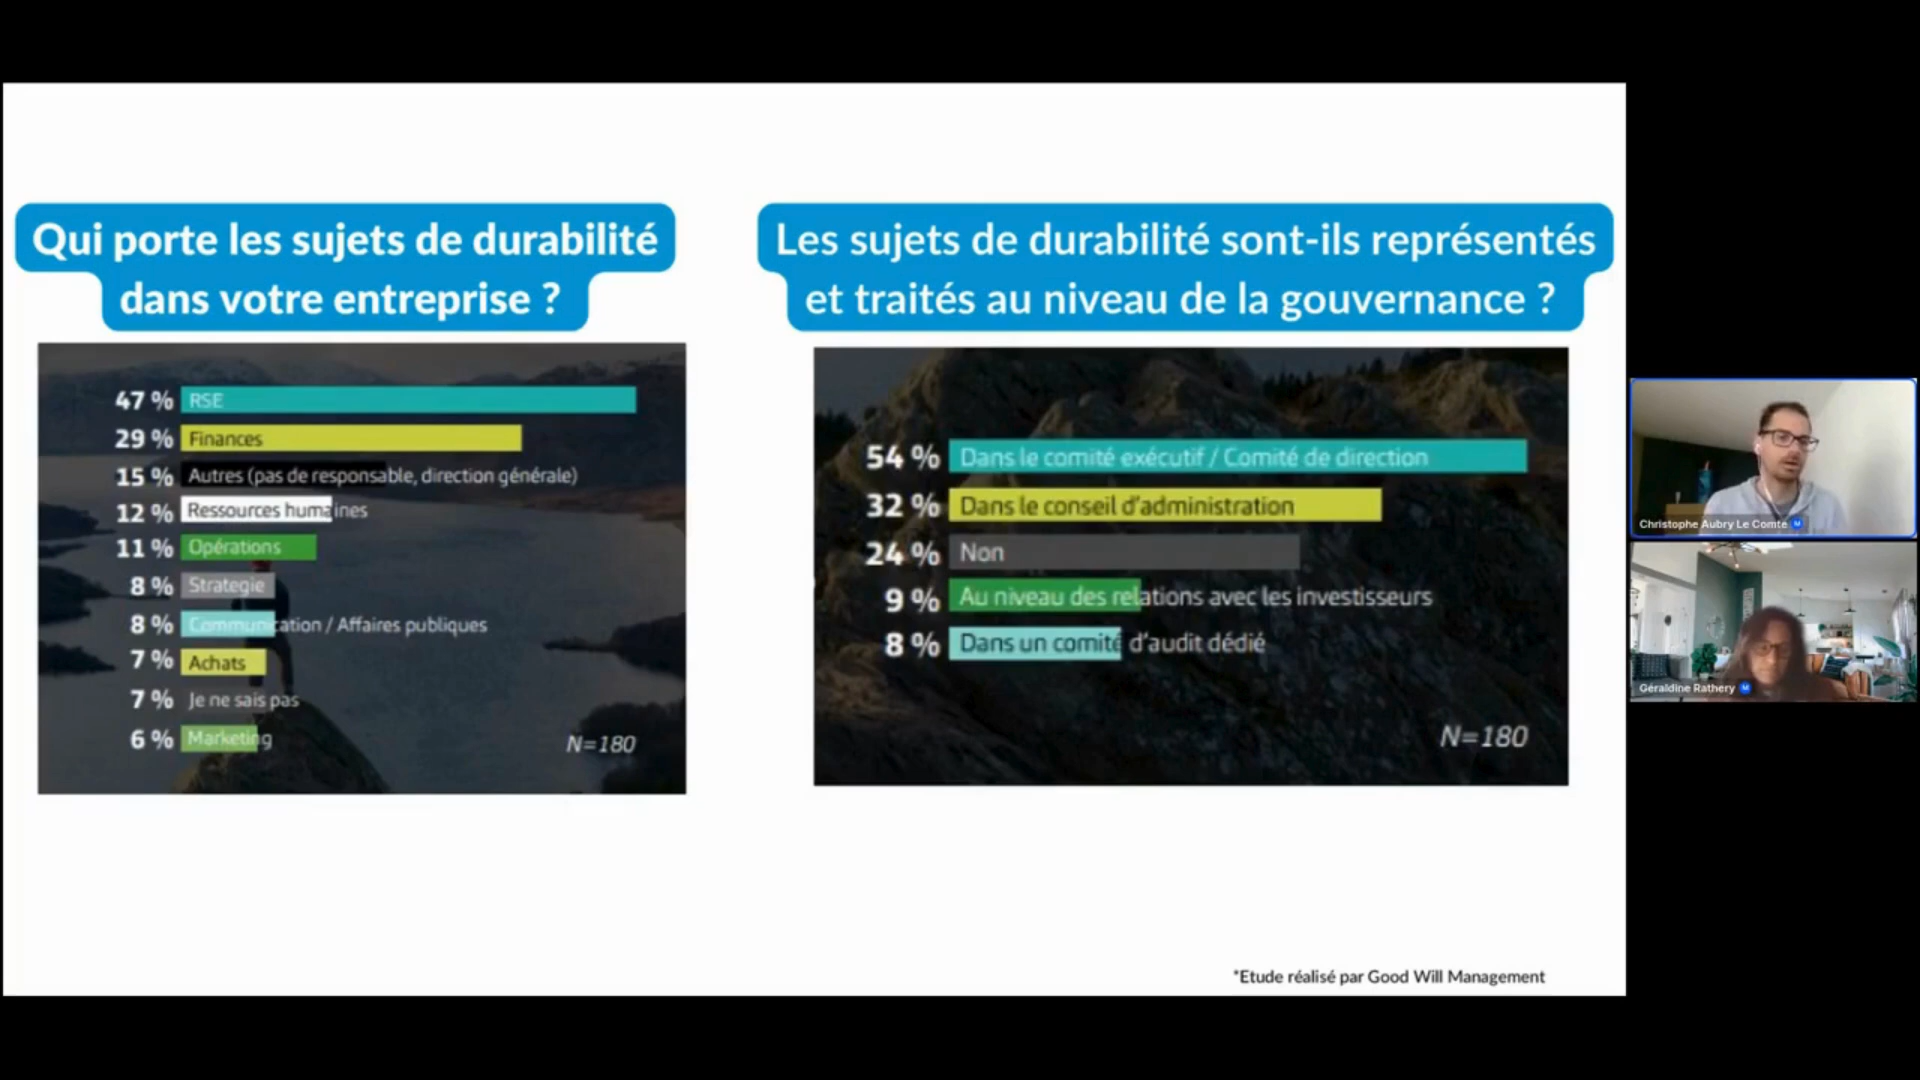 Qui porte les sujets de durabilité
dans votre entreprise ?
47 % RSE
29 % Finances
15 % Autres (pas de responsable, direction générale)
12 % Ressources humaines
11 % Opérations
8 % Strategie
8 % Communication / Affaires publiques
7 % Achats
7 % Je ne sais pas
6 % Marketing
N=180
Les sujets de durabilité sont-ils représentés
et traités au niveau de la gouvernance ?
54 % Dans le comité exécutif / Comité de direction
32 % Dans le conseil d'administration
24 % Non
9 % Au niveau des relations avec les investisseurs
8 % Dans un comité d'audit dédié
N=180
*Etude réalisé par Good Will Management
Christophe Aubry Le Comte M
Géraldine Rathery M